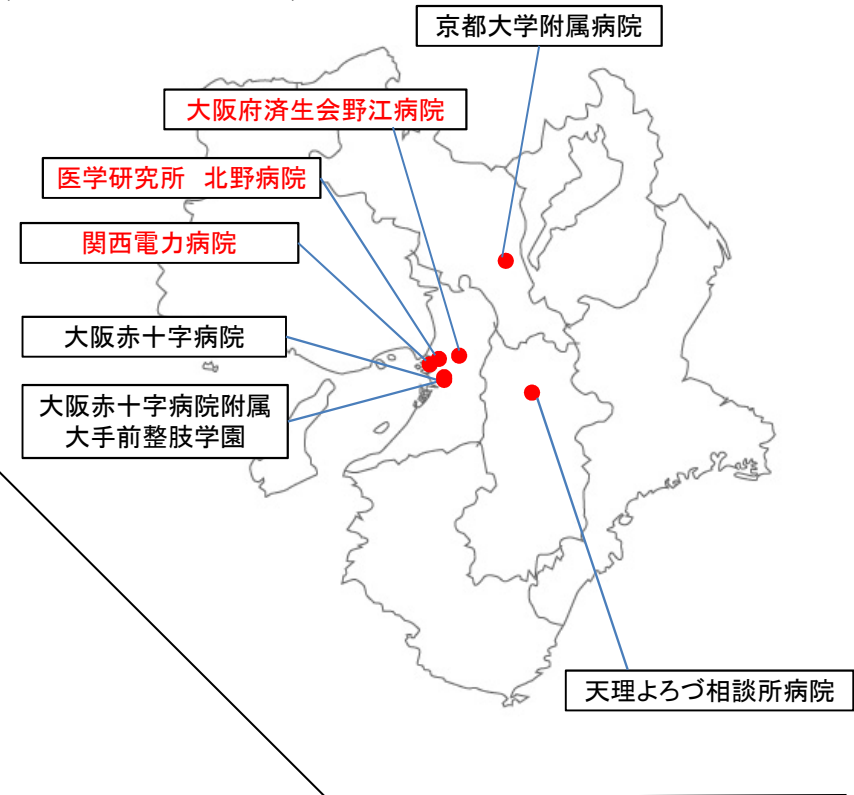 京都大学附属病院
大阪府済生会野江病院
医学研究所　北野病院
関西電力病院
大阪赤十字病院
大阪赤十字病院附属
大手前整肢学園
天理よろづ相談所病院